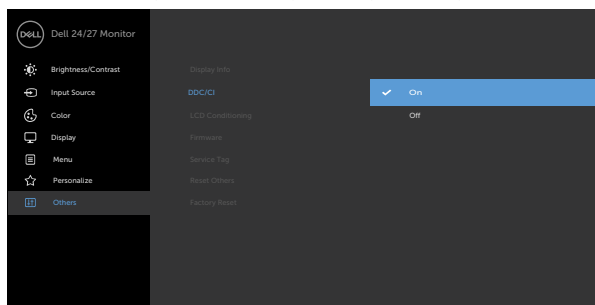 DELL
Dell 24/27 Monitor
Brightness/Contrast
Input Source
Color
Display
Menu
Personalize
Others
Display Info
DDC/CI
LCD Conditioning
Firmware
Service Tag
Reset Others
Factory Reset
On
Off